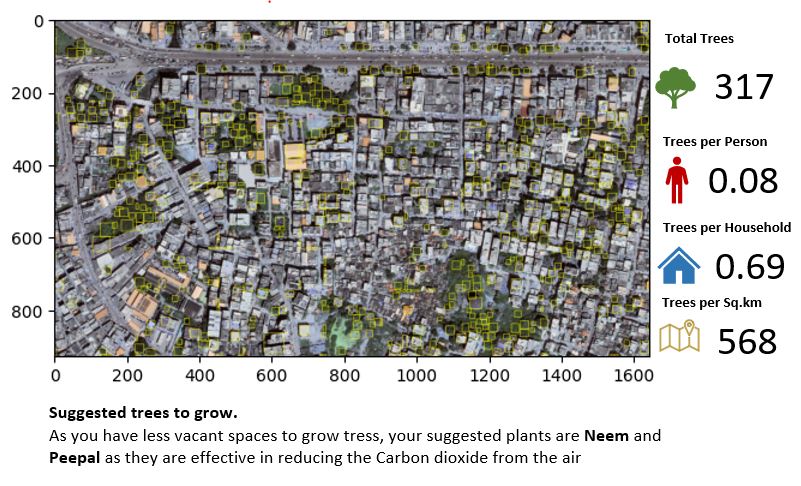 0
200
400
600
800
0 200 400 600 800 1000 1200 1400 1600
Total Trees
317
Trees per Person
0.08
Trees per Household
0.69
Trees per Sq.km
568
Suggested trees to grow.
As you have less vacant spaces to grow tress, your suggested plants are Neem and
Peepal as they are effective in reducing the Carbon dioxide from the air